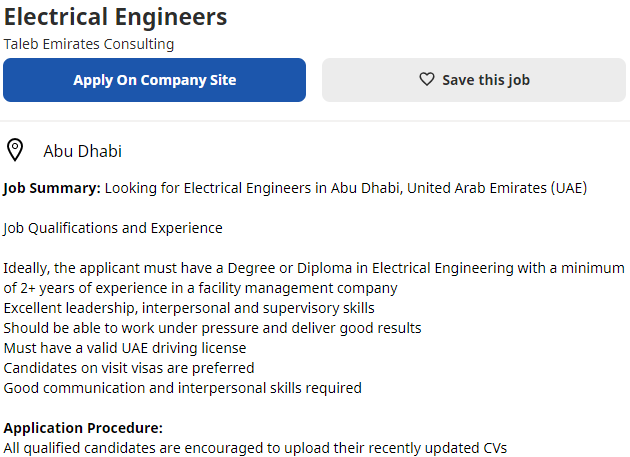 Electrical Engineers
Taleb Emirates Consulting
Apply On Company Site
Save this job
Abu Dhabi
Job Summary: Looking for Electrical Engineers in Abu Dhabi, United Arab Emirates (UAE)
Job Qualifications and Experience
Ideally, the applicant must have a Degree or Diploma in Electrical Engineering with a minimum
of 2+ years of experience in a facility management company
Excellent leadership, interpersonal and supervisory skills
Should be able to work under pressure and deliver good results
Must have a valid UAE driving license
Candidates on visit visas are preferred
Good communication and interpersonal skills required
Application Procedure:
All qualified candidates are encouraged to upload their recently updated CVs